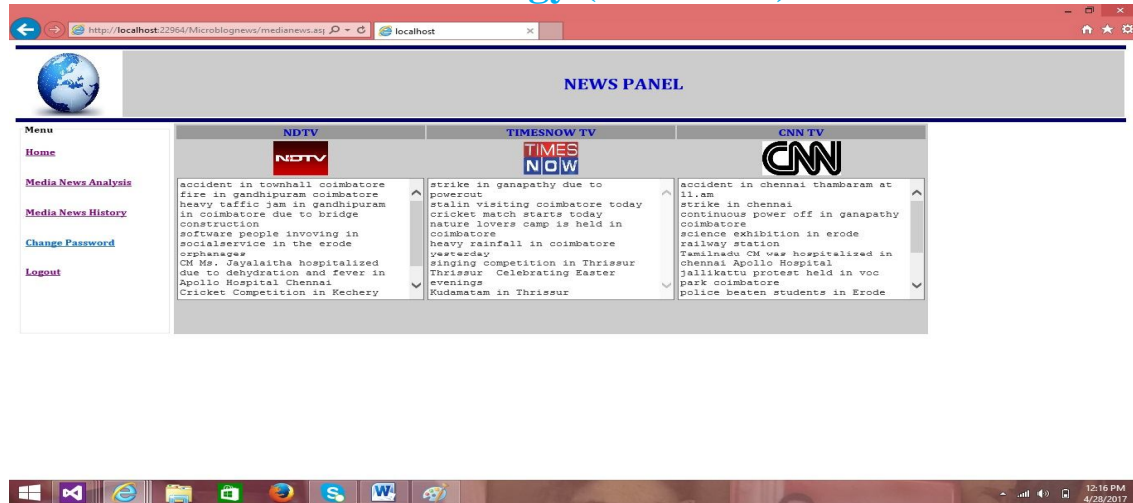 http://localhost:22964/Microblognews/medianews.asp
localhost
NEWS PANEL
Menu
Home
Media News Analysis
Media News History
Change Password
Logout
NDTV
NDTV
accident in townhall coimbatore
fire in gandhipuram coimbatore
heavy taffic jam in gandhipuram
in coimbatore due to bridge
construction
software people invoving in
socialservice in the erode
orphanages
CM Ms. Jayalaitha hospitalized
due to dehydration and fever in
Apollo Hospital Chennai
Cricket Competition in Kechery
TIMESNOW TV
TIMES
NOW
strike in ganapathy due to
powercut
stalin visiting coimbatore today
cricket match starts today
nature lovers camp is held in
coimbatore
heavy rainfall in coimbatore
yesterday
singing competition in Thrissur
Thrissur Celebrating Easter
evenings
Kudamatam in Thrissur
CNN TV
CNN
accident in chennai thambaram at
11.am
strike in chennai
continuous power off in ganapathy
coimbatore
science exhibition in erode
railway station
Tamilnadu CM was hospitalized in
chennai Apollo Hospital
jallikattu protest held in voc
park coimbatore
police beaten students in Erode
12:16 PM
4/28/2017